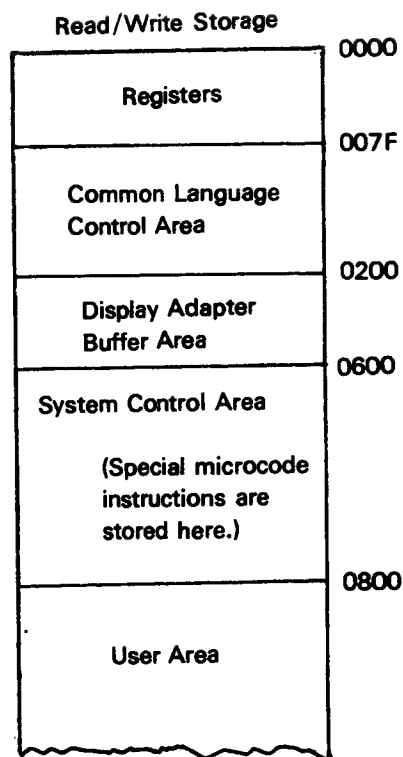 Read/Write Storage
0000
Registers
007F
Common Language
Control Area
0200
Display Adapter
Buffer Area
0600
System Control Area
(Special microcode
instructions are
stored here.)
0800
User Area